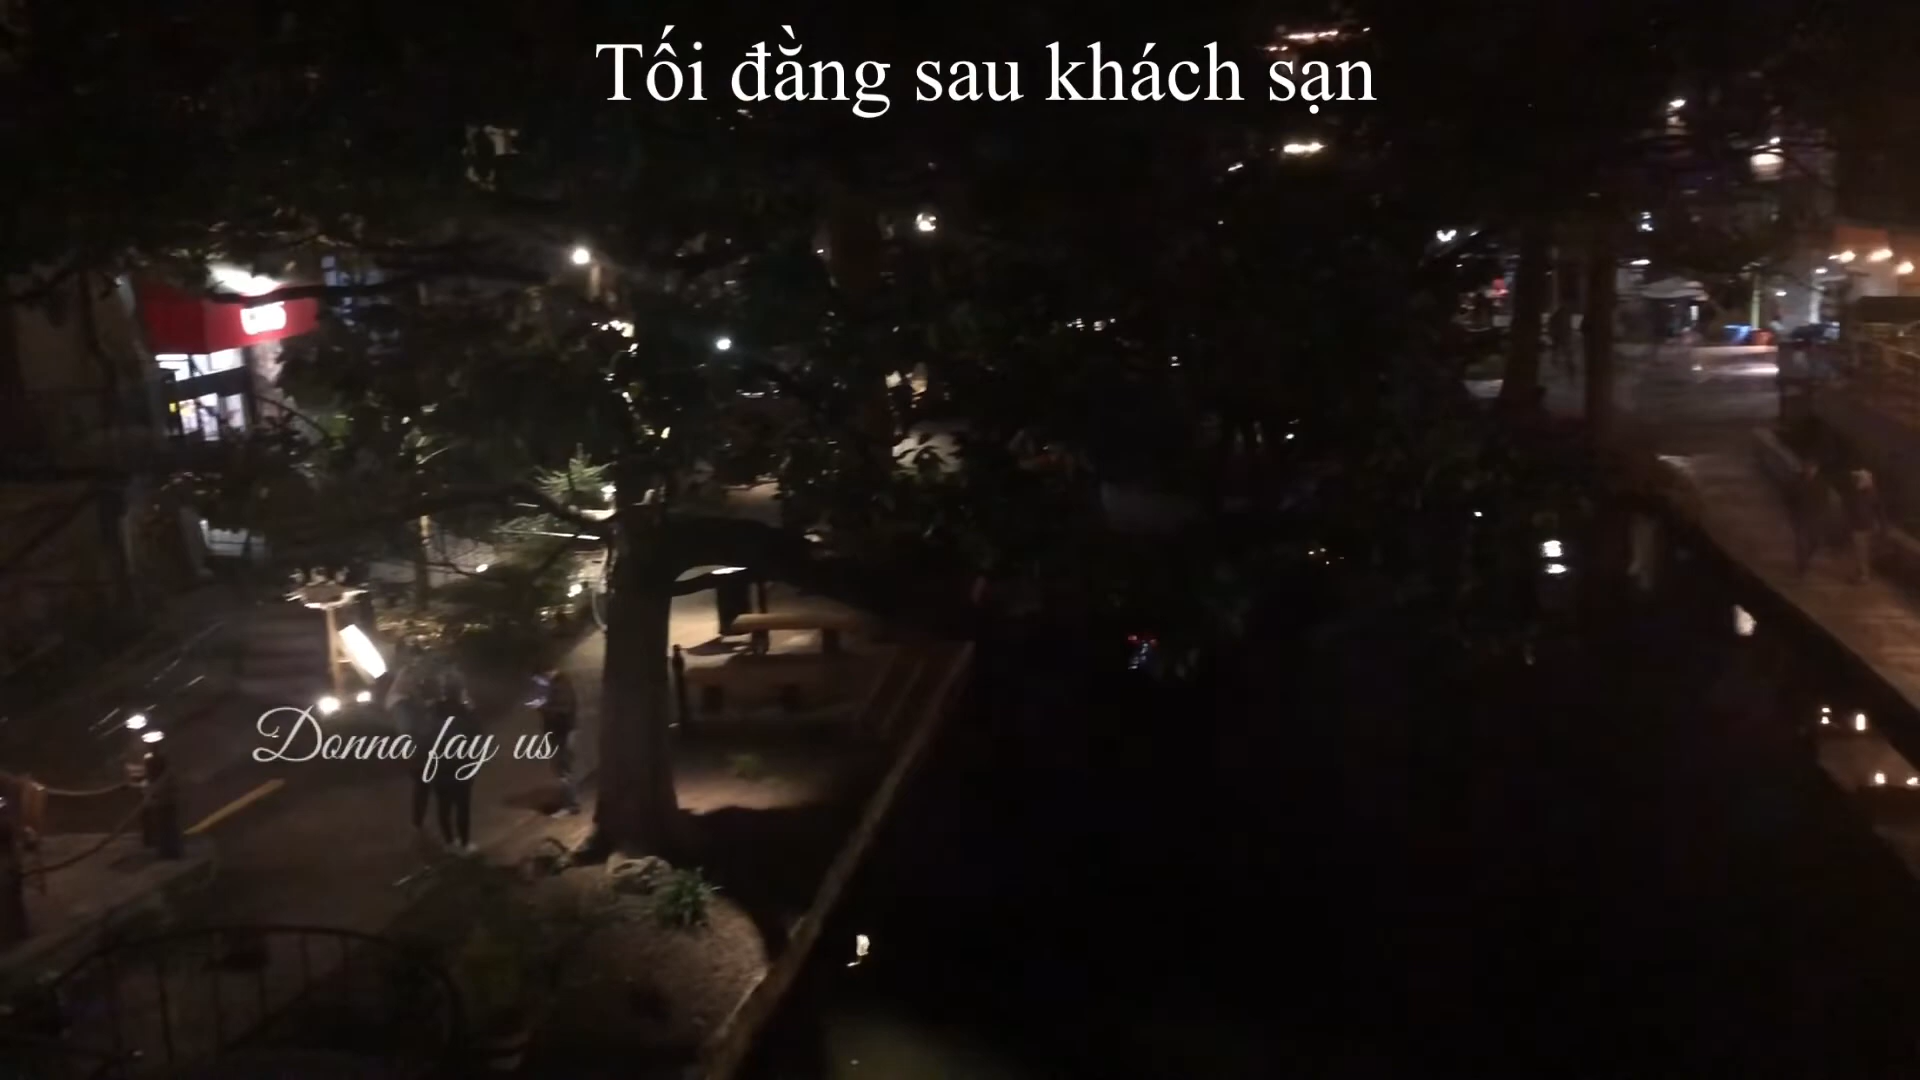 Tối đằng sau khách sạn
Donna fay us